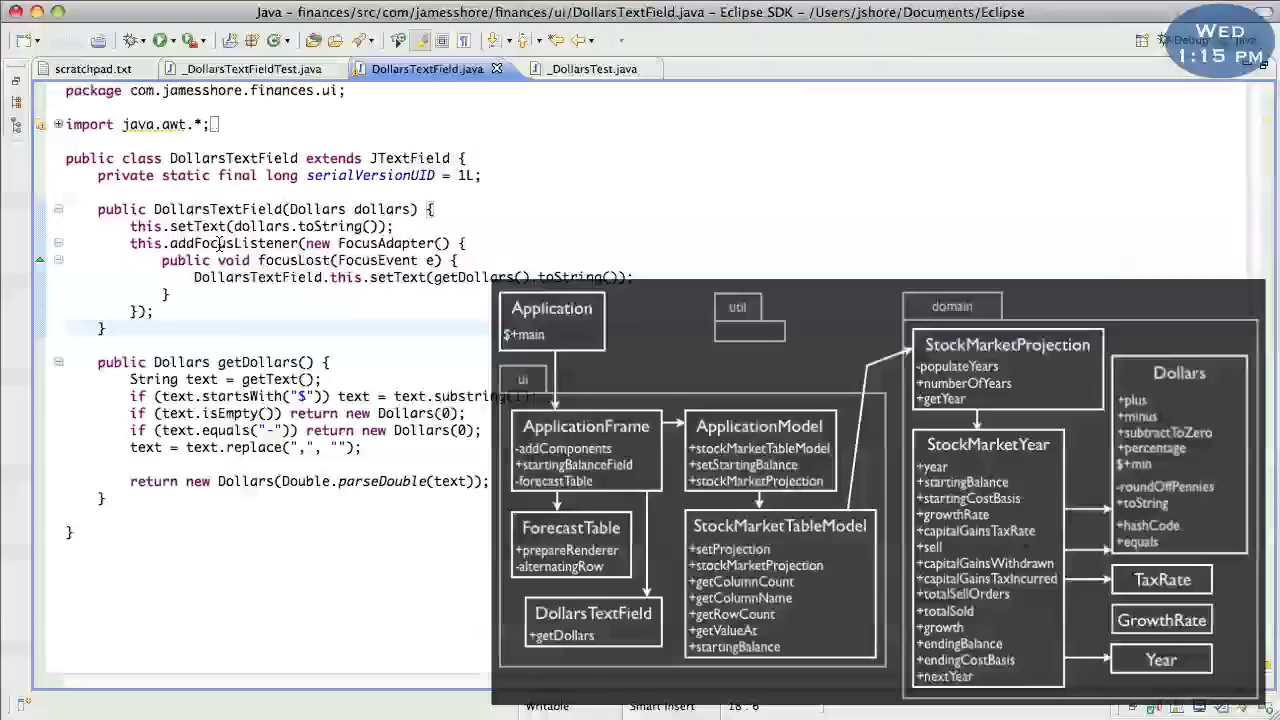 Java - finances/src/com/jamesshore/finances/ui/DollarsTextField.java - Eclipse SDK - /Users/jshore/Documents/Eclipse
WED
1:15 PM
Debug
Java
scratchpad.txt
_DollarsTextFieldTest.java
DollarsTextField.java
_DollarsTest.java
package com.jamesshore.finances.ui;
import java.awt.*;
public class DollarsTextField extends JTextField {
private static final long serialVersionUID = 1L;
public DollarsTextField(Dollars dollars) {
this.setText(dollars.toString());
this.addFocusListener(new FocusAdapter() {
public void focusLost(FocusEvent e) {
DollarsTextField.this.setText(getDollars().toString());
}
});
}
public Dollars getDollars() {
String text = getText();
if (text.startsWith("$")) text = text.substring(1);
if (text.isEmpty()) return new Dollars(0);
if (text.equals("-")) return new Dollars(0);
text = text.replace(",", "");
return new Dollars(Double.parseDouble(text));
}
}
Application
$+main
util
ui
ApplicationFrame
-addComponents
+startingBalanceField
-forecastTable
ApplicationModel
+stockMarketTableModel
+setStartingBalance
+stockMarketProjection
ForecastTable
+prepareRenderer
-alternatingRow
DollarsTextField
+getDollars
StockMarketTableModel
+setProjection
+stockMarketProjection
+getColumnCount
+getColumnName
+getRowCount
+getValueAt
+startingBalance
domain
StockMarketProjection
-populateYears
+numberOfYears
+getYear
StockMarketYear
+year
+startingBalance
+startingCostBasis
+growthRate
+capitalGainsTaxRate
+sell
+capitalGainsWithdrawn
+capitalGainsTaxIncurred
+totalSellOrders
+totalSold
+growth
+endingBalance
+endingCostBasis
+nextYear
Dollars
+plus
+minus
+subtractToZero
+percentage
$+min
-roundOffPennies
+toString
+hashCode
+equals
TaxRate
GrowthRate
Year
Writable
Smart Insert
18 : 6